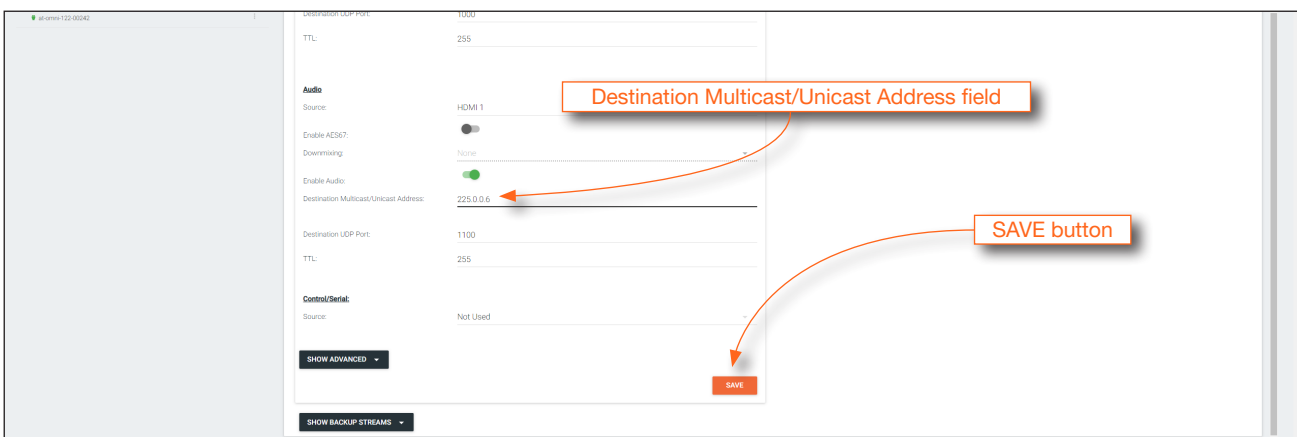 at-omni-122-00242
Destination UDP Port:
1000
TTL:
255
Audio
Destination Multicast/Unicast Address field
Source:
HDMI 1
Enable AES67:
Downmixing:
None
Enable Audio:
Destination Multicast/Unicast Address:
225.0.0.6
Destination UDP Port:
1100
SAVE button
TTL:
255
Control/Serial:
Source:
Not Used
SHOW ADVANCED
SAVE
SHOW BACKUP STREAMS